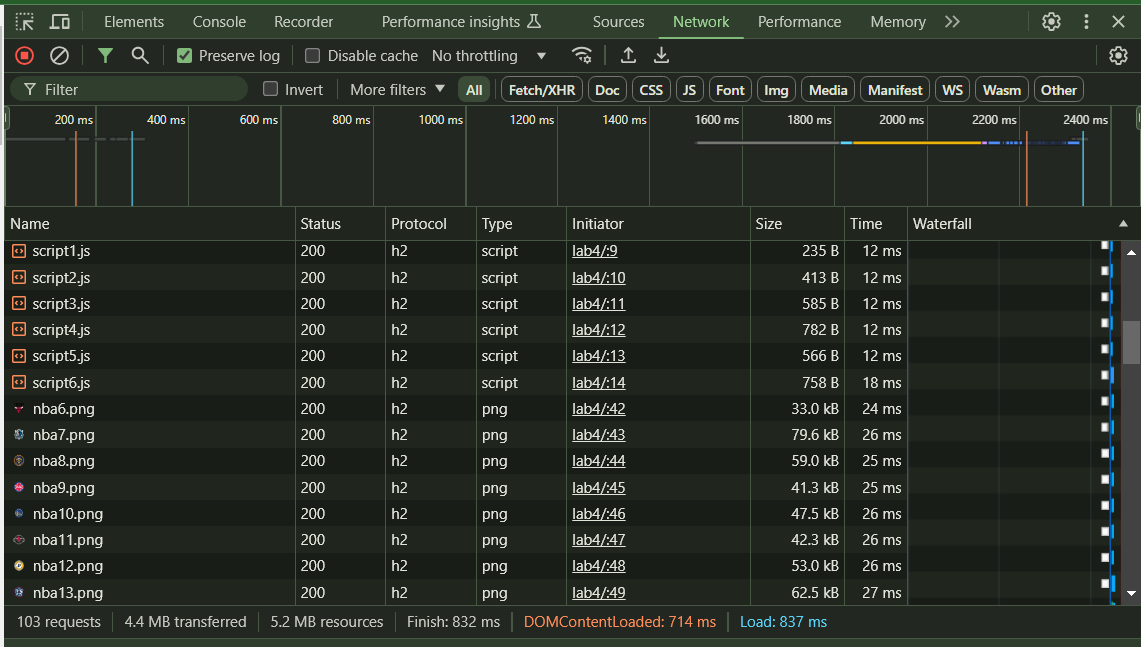 Elements Console Recorder Performance insights Sources Network Performance Memory
Preserve log Disable cache No throttling
Filter Invert More filters All Fetch/XHR Doc CSS JS Font Img Media Manifest WS Wasm Other
200 ms 400 ms 600 ms 800 ms 1000 ms 1200 ms 1400 ms 1600 ms 1800 ms 2000 ms 2200 ms 2400 ms
Name Status Protocol Type Initiator Size Time Waterfall
script1.js 200 h2 script lab4/:9 235 B 12 ms
script2.js 200 h2 script lab4/:10 413 B 12 ms
script3.js 200 h2 script lab4/:11 585 B 12 ms
script4.js 200 h2 script lab4/:12 782 B 12 ms
script5.js 200 h2 script lab4/:13 566 B 12 ms
script6.js 200 h2 script lab4/:14 758 B 18 ms
nba6.png 200 h2 png lab4/:42 33.0 kB 24 ms
nba7.png 200 h2 png lab4/:43 79.6 kB 26 ms
nba8.png 200 h2 png lab4/:44 59.0 kB 25 ms
nba9.png 200 h2 png lab4/:45 41.3 kB 25 ms
nba10.png 200 h2 png lab4/:46 47.5 kB 26 ms
nba11.png 200 h2 png lab4/:47 42.3 kB 26 ms
nba12.png 200 h2 png lab4/:48 53.0 kB 26 ms
nba13.png 200 h2 png lab4/:49 62.5 kB 27 ms
103 requests 4.4 MB transferred 5.2 MB resources Finish: 832 ms DOMContentLoaded: 714 ms Load: 837 ms